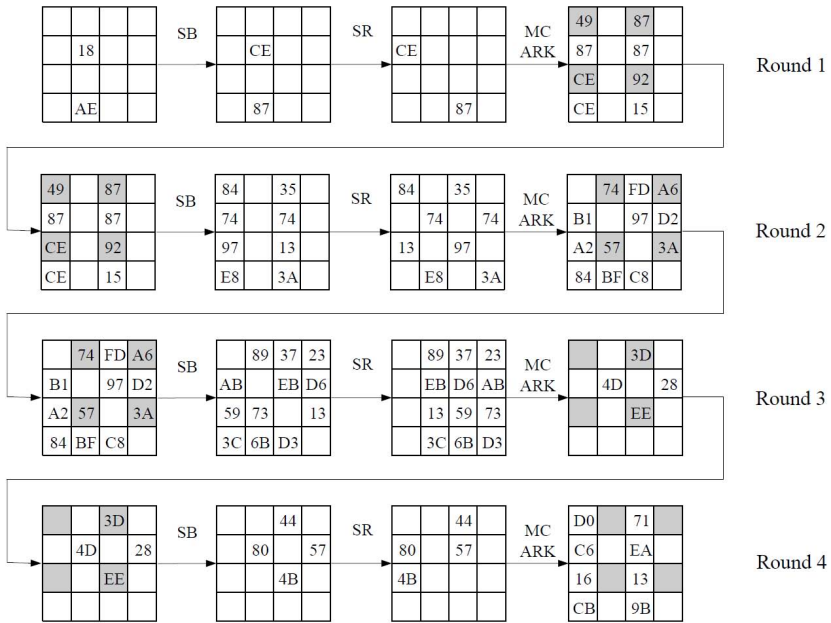 SB SR MC
ARK
49 87
18 CE CE 87 87
CE 92
AE 87 87 CE 15
Round 1
SB SR MC
ARK
49 87 84 35 84 35 74 FD A6
87 87 74 74 74 74 B1 97 D2
CE 92 97 13 13 97 A2 57 3A
CE 15 E8 3A E8 3A 84 BF C8
Round 2
SB SR MC
ARK
74 FD A6 89 37 23 89 37 23 3D
B1 97 D2 AB EB D6 EB D6 AB 4D 28
A2 57 3A 59 73 13 13 59 73 EE
84 BF C8 3C 6B D3 3C 6B D3
Round 3
SB SR MC
ARK
3D 44 44 D0 71
4D 28 80 57 80 57 C6 EA
EE 4B 4B 16 13
CB 9B
Round 4